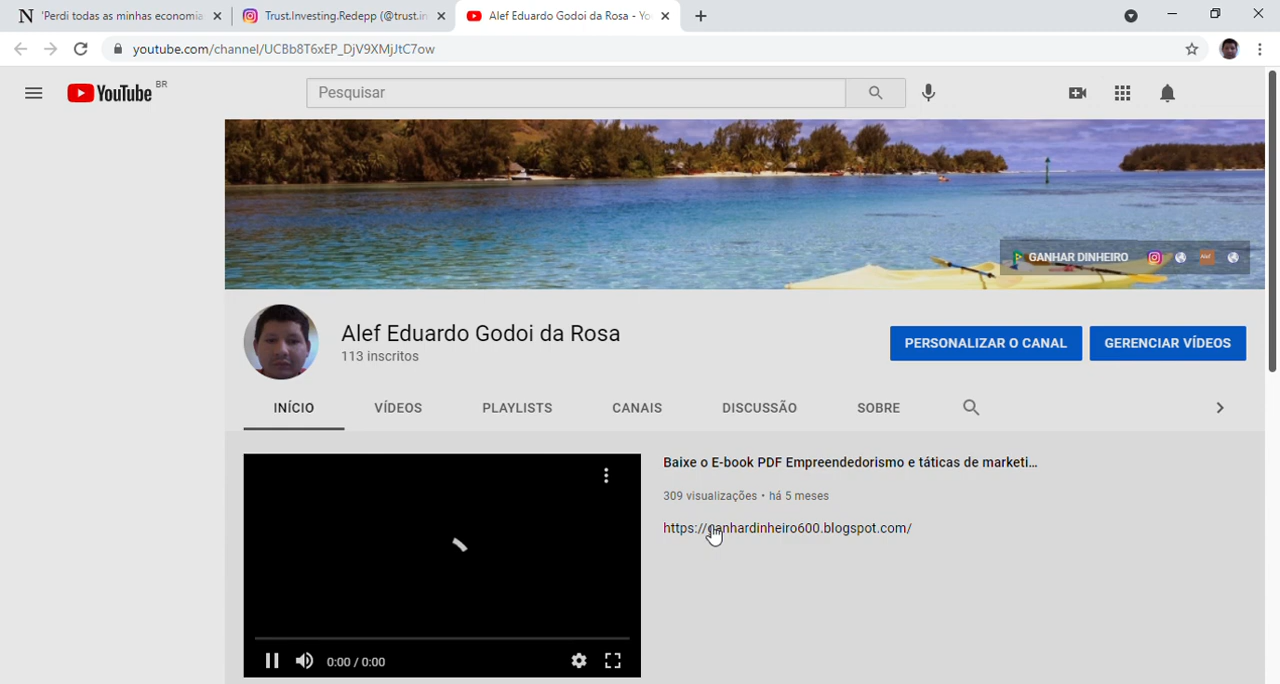 'Perdi todas as minhas economia
Trust.Investing.Redepp (@trust.in
Alef Eduardo Godoi da Rosa - Yo
youtube.com/channel/UCBb8T6xEP_DjV9XMjJtC7ow
YouTube BR
Pesquisar
GANHAR DINHEIRO
Alef Eduardo Godoi da Rosa
113 inscritos
PERSONALIZAR O CANAL
GERENCIAR VÍDEOS
INÍCIO
VÍDEOS
PLAYLISTS
CANAIS
DISCUSSÃO
SOBRE
Baixe o E-book PDF Empreendedorismo e táticas de marketi...
309 visualizações • há 5 meses
https://ganhardinheiro600.blogspot.com/
0:00 / 0:00